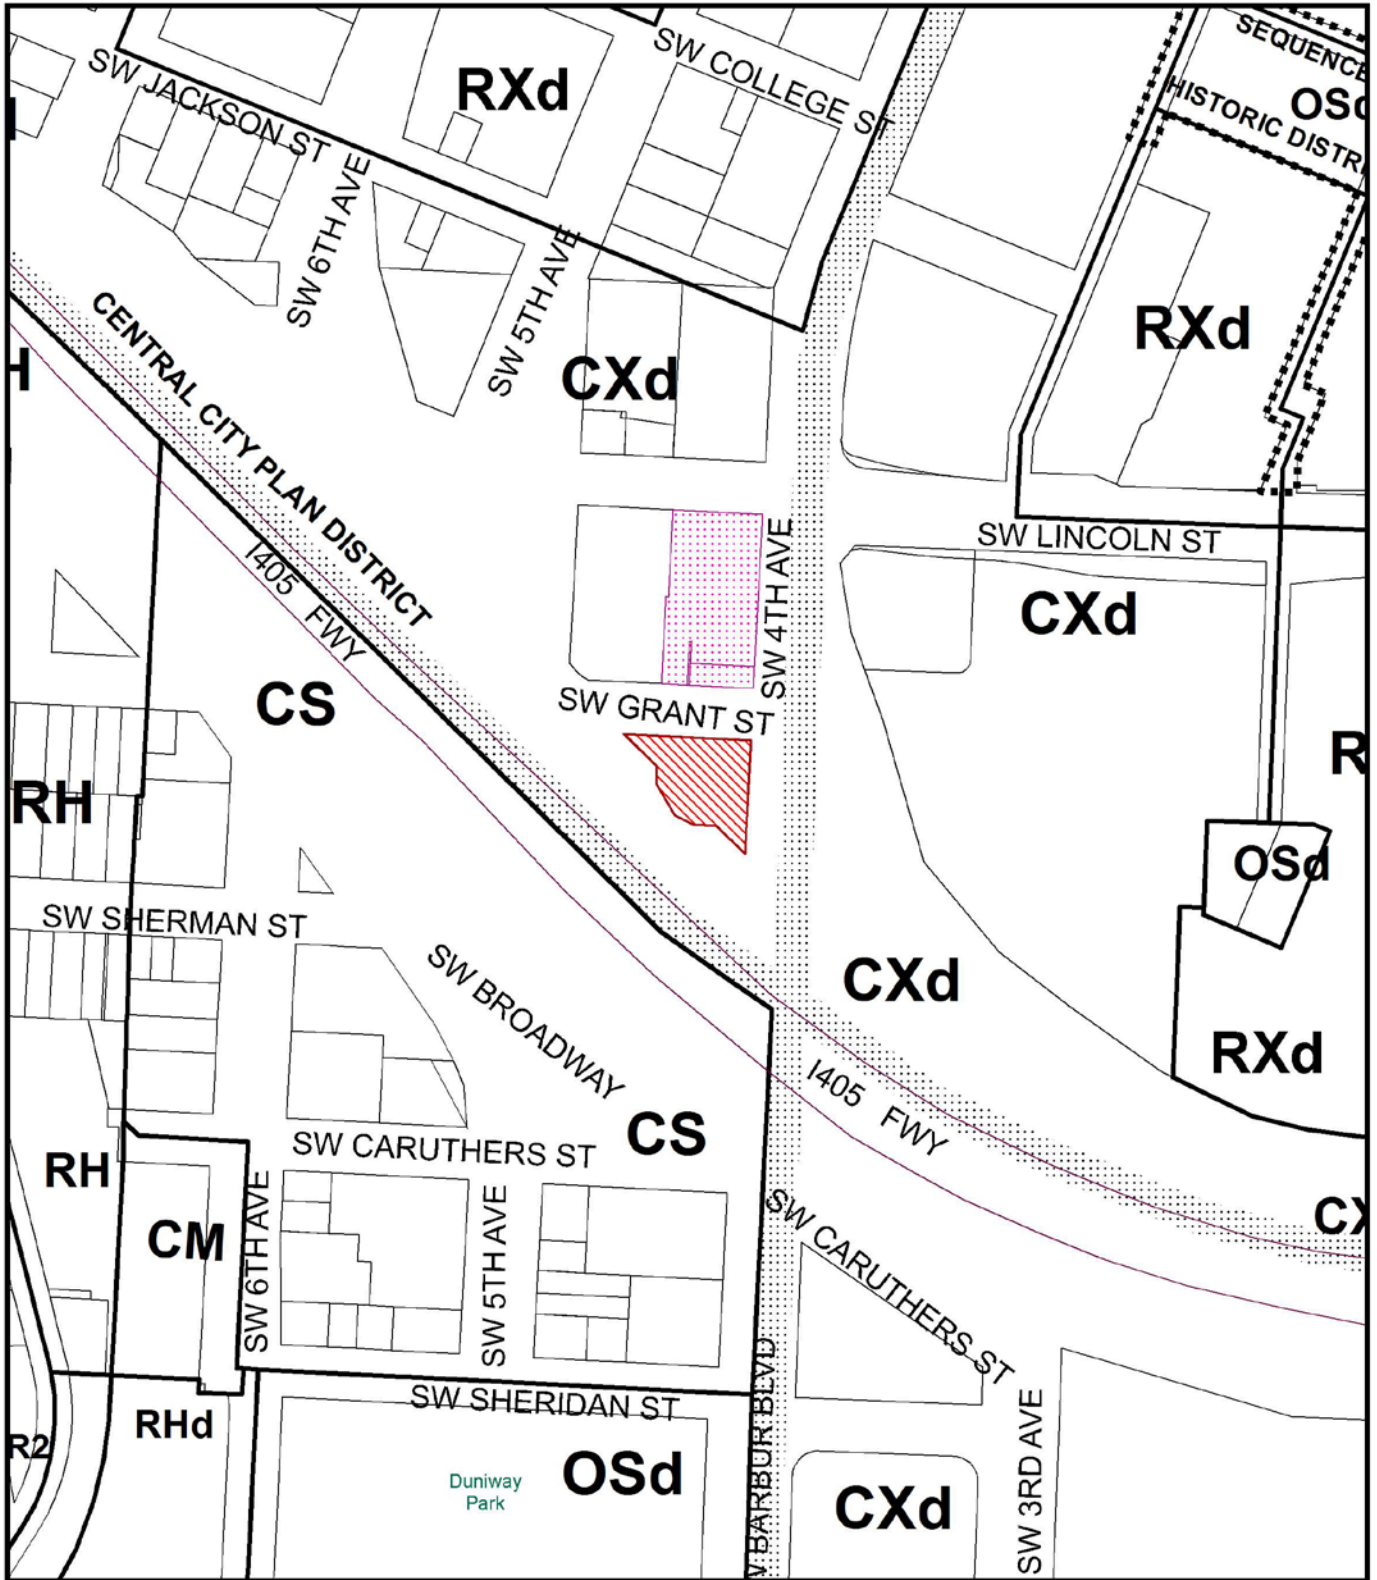 SEQUENCE
SW COLLEGE ST
RXd
SW JACKSON ST
HISTORIC
SW 6TH AVE
SW 5TH AVE
CENTRAL CITY PLAN DISTRICT
RXd
CXd
H
I405 FWY
SW LINCOLN ST
SW 4TH AVE
CXd
CS
SW GRANT ST
R
RH
OSd
SW SHERMAN ST
SW BROADWAY
CXd
RXd
I405 FWY
CS
SW CARUTHERS ST
RH
SW CARUTHERS ST
CM
SW 6TH AVE
SW 5TH AVE
SW SHERIDAN ST
BARBUR BLVD
SW 3RD AVE
RHd
R2
OSd
Duniway
Park
CXd